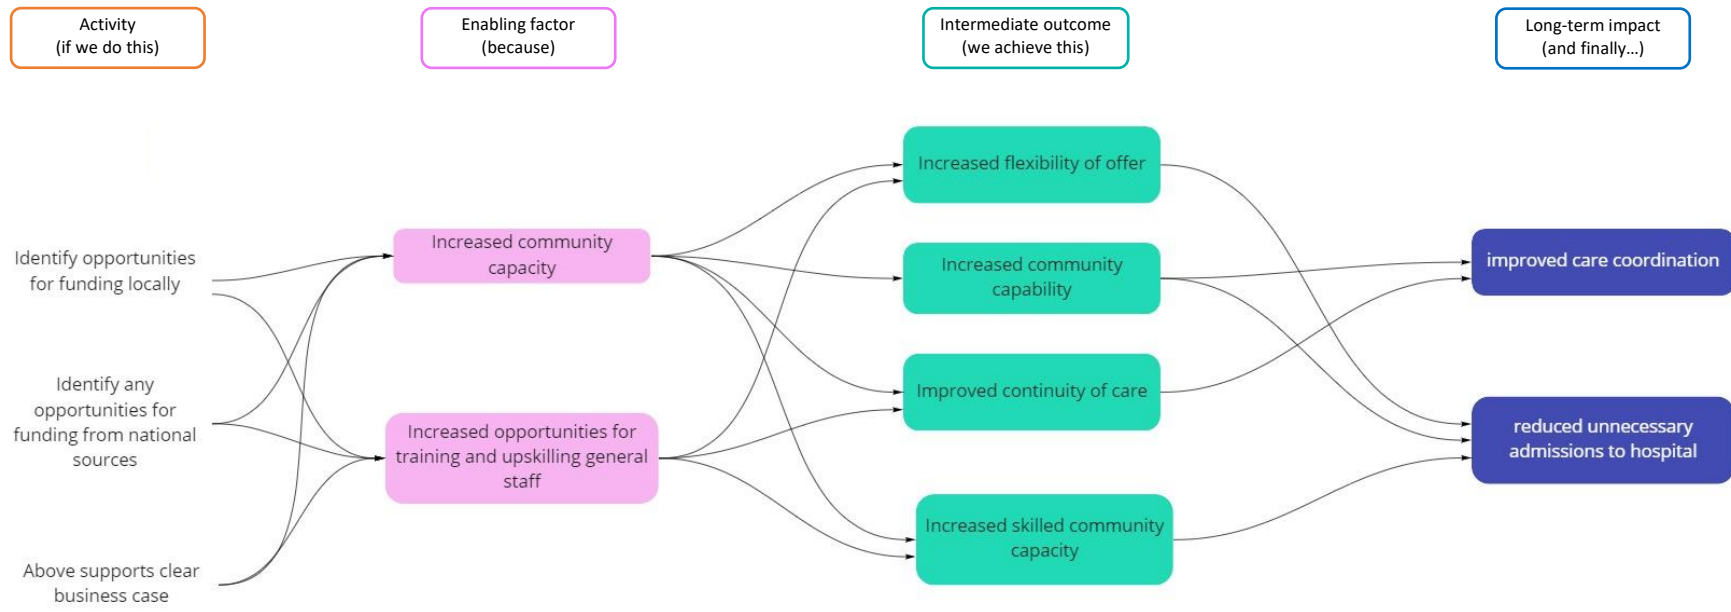 Activity
(if we do this)
Enabling factor
(because)
Intermediate outcome
(we achieve this)
Long-term impact
(and finally…)
Identify opportunities
for funding locally
Identify any
opportunities for
funding from national
sources
Above supports clear
business case
Increased community
capacity
Increased opportunities for
training and upskilling general
staff
Increased flexibility of offer
Increased community
capability
Improved continuity of care
Increased skilled community
capacity
improved care coordination
reduced unnecessary
admissions to hospital